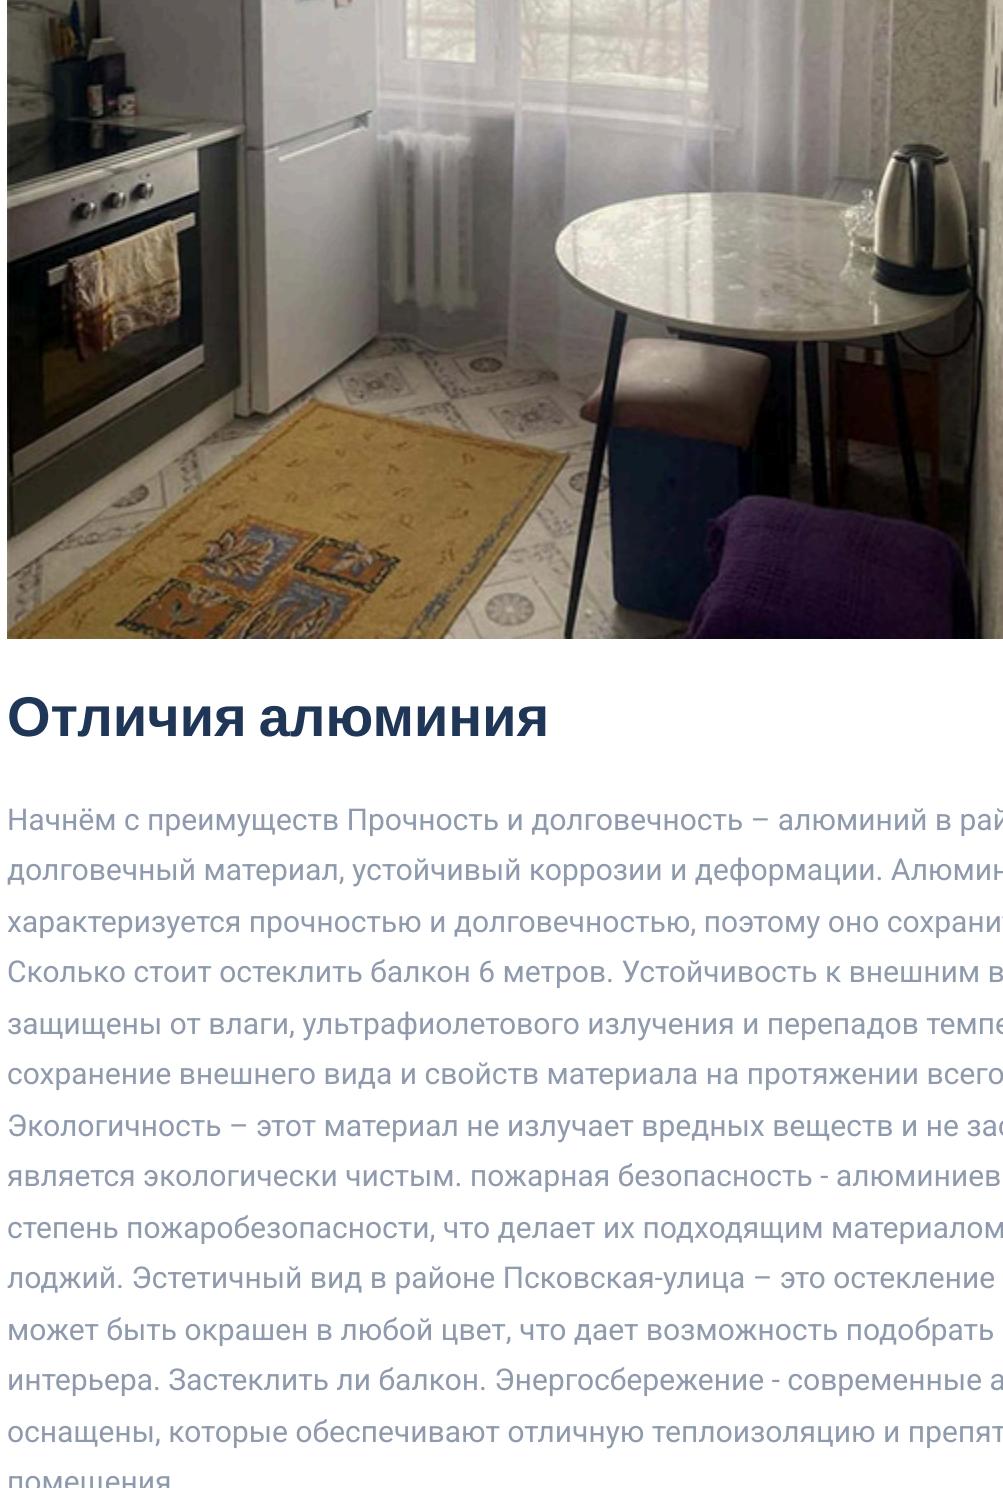 Отличия алюминия
Начнём с преимуществ Прочность и долговечность – алюминий в рай
долговечный материал, устойчивый коррозии и деформации. Алюмин
характеризуется прочностью и долговечностью, поэтому оно сохрани
Сколько стоит остеклить балкон 6 метров. Устойчивость к внешним в
защищены от влаги, ультрафиолетового излучения и перепадов темпе
сохранение внешнего вида и свойств материала на протяжении всего
Экологичность – этот материал не излучает вредных веществ и не зас
является экологически чистым. пожарная безопасность - алюминиев
степень пожаробезопасности, что делает их подходящим материалом
лоджий. Эстетичный вид в районе Псковская-улица – это остекление
может быть окрашен в любой цвет, что дает возможность подобрать
интерьера. Застеклить ли балкон. Энергосбережение - современные а
оснащены, которые обеспечивают отличную теплоизоляцию и препят
помещения